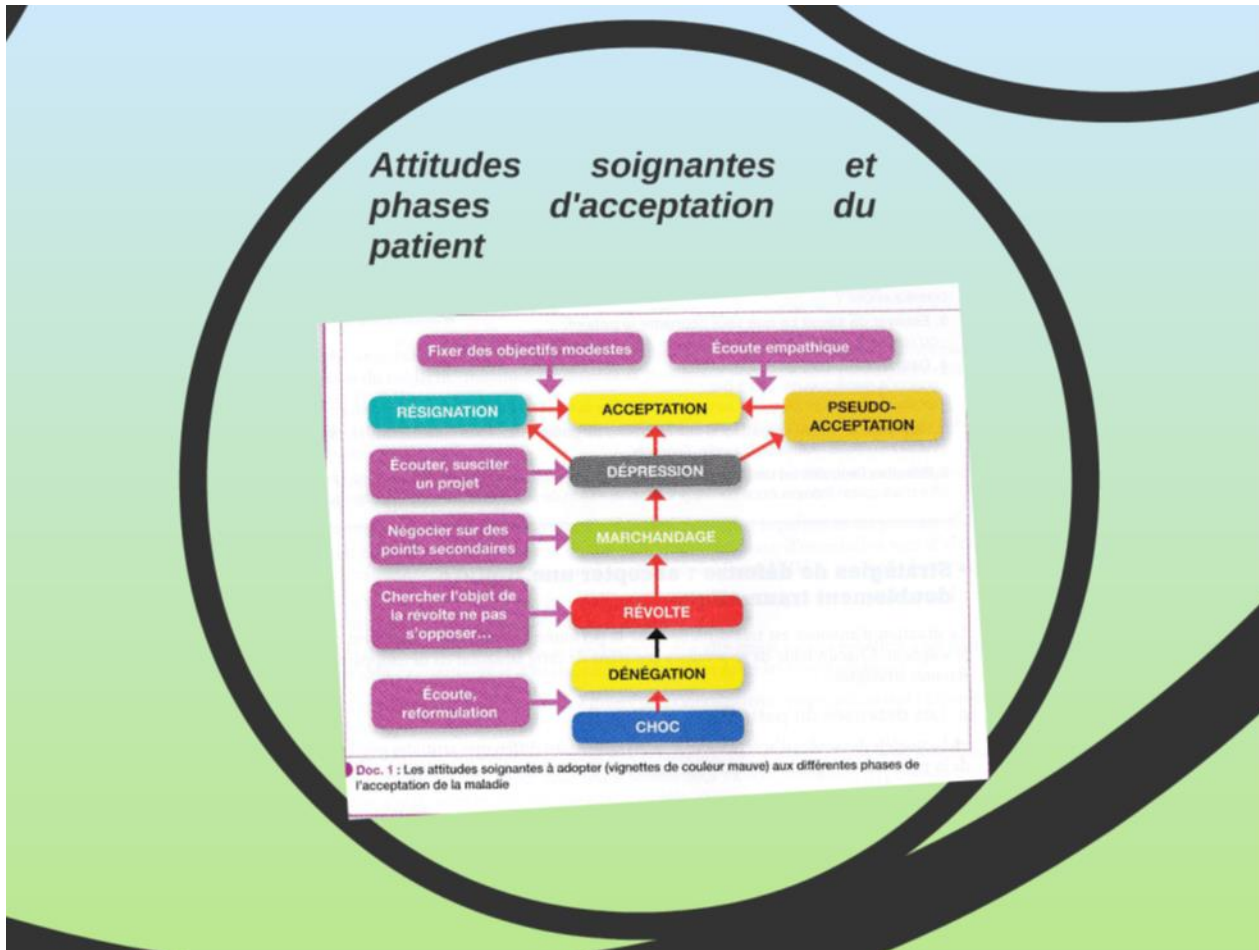 Attitudes soignantes et
phases d'acceptation du
patient
Fixer des objectifs modestes
Écoute empathique
RÉSIGNATION
ACCEPTATION
PSEUDO-
ACCEPTATION
Écouter, susciter
un projet
DÉPRESSION
Négocier sur des
points secondaires
MARCHANDAGE
Chercher l'objet de
la révolte ne pas
s'opposer...
RÉVOLTE
DÉNÉGATION
Écoute,
reformulation
CHOC
Doc. 1 : Les attitudes soignantes à adopter (vignettes de couleur mauve) aux différentes phases de
l'acceptation de la maladie